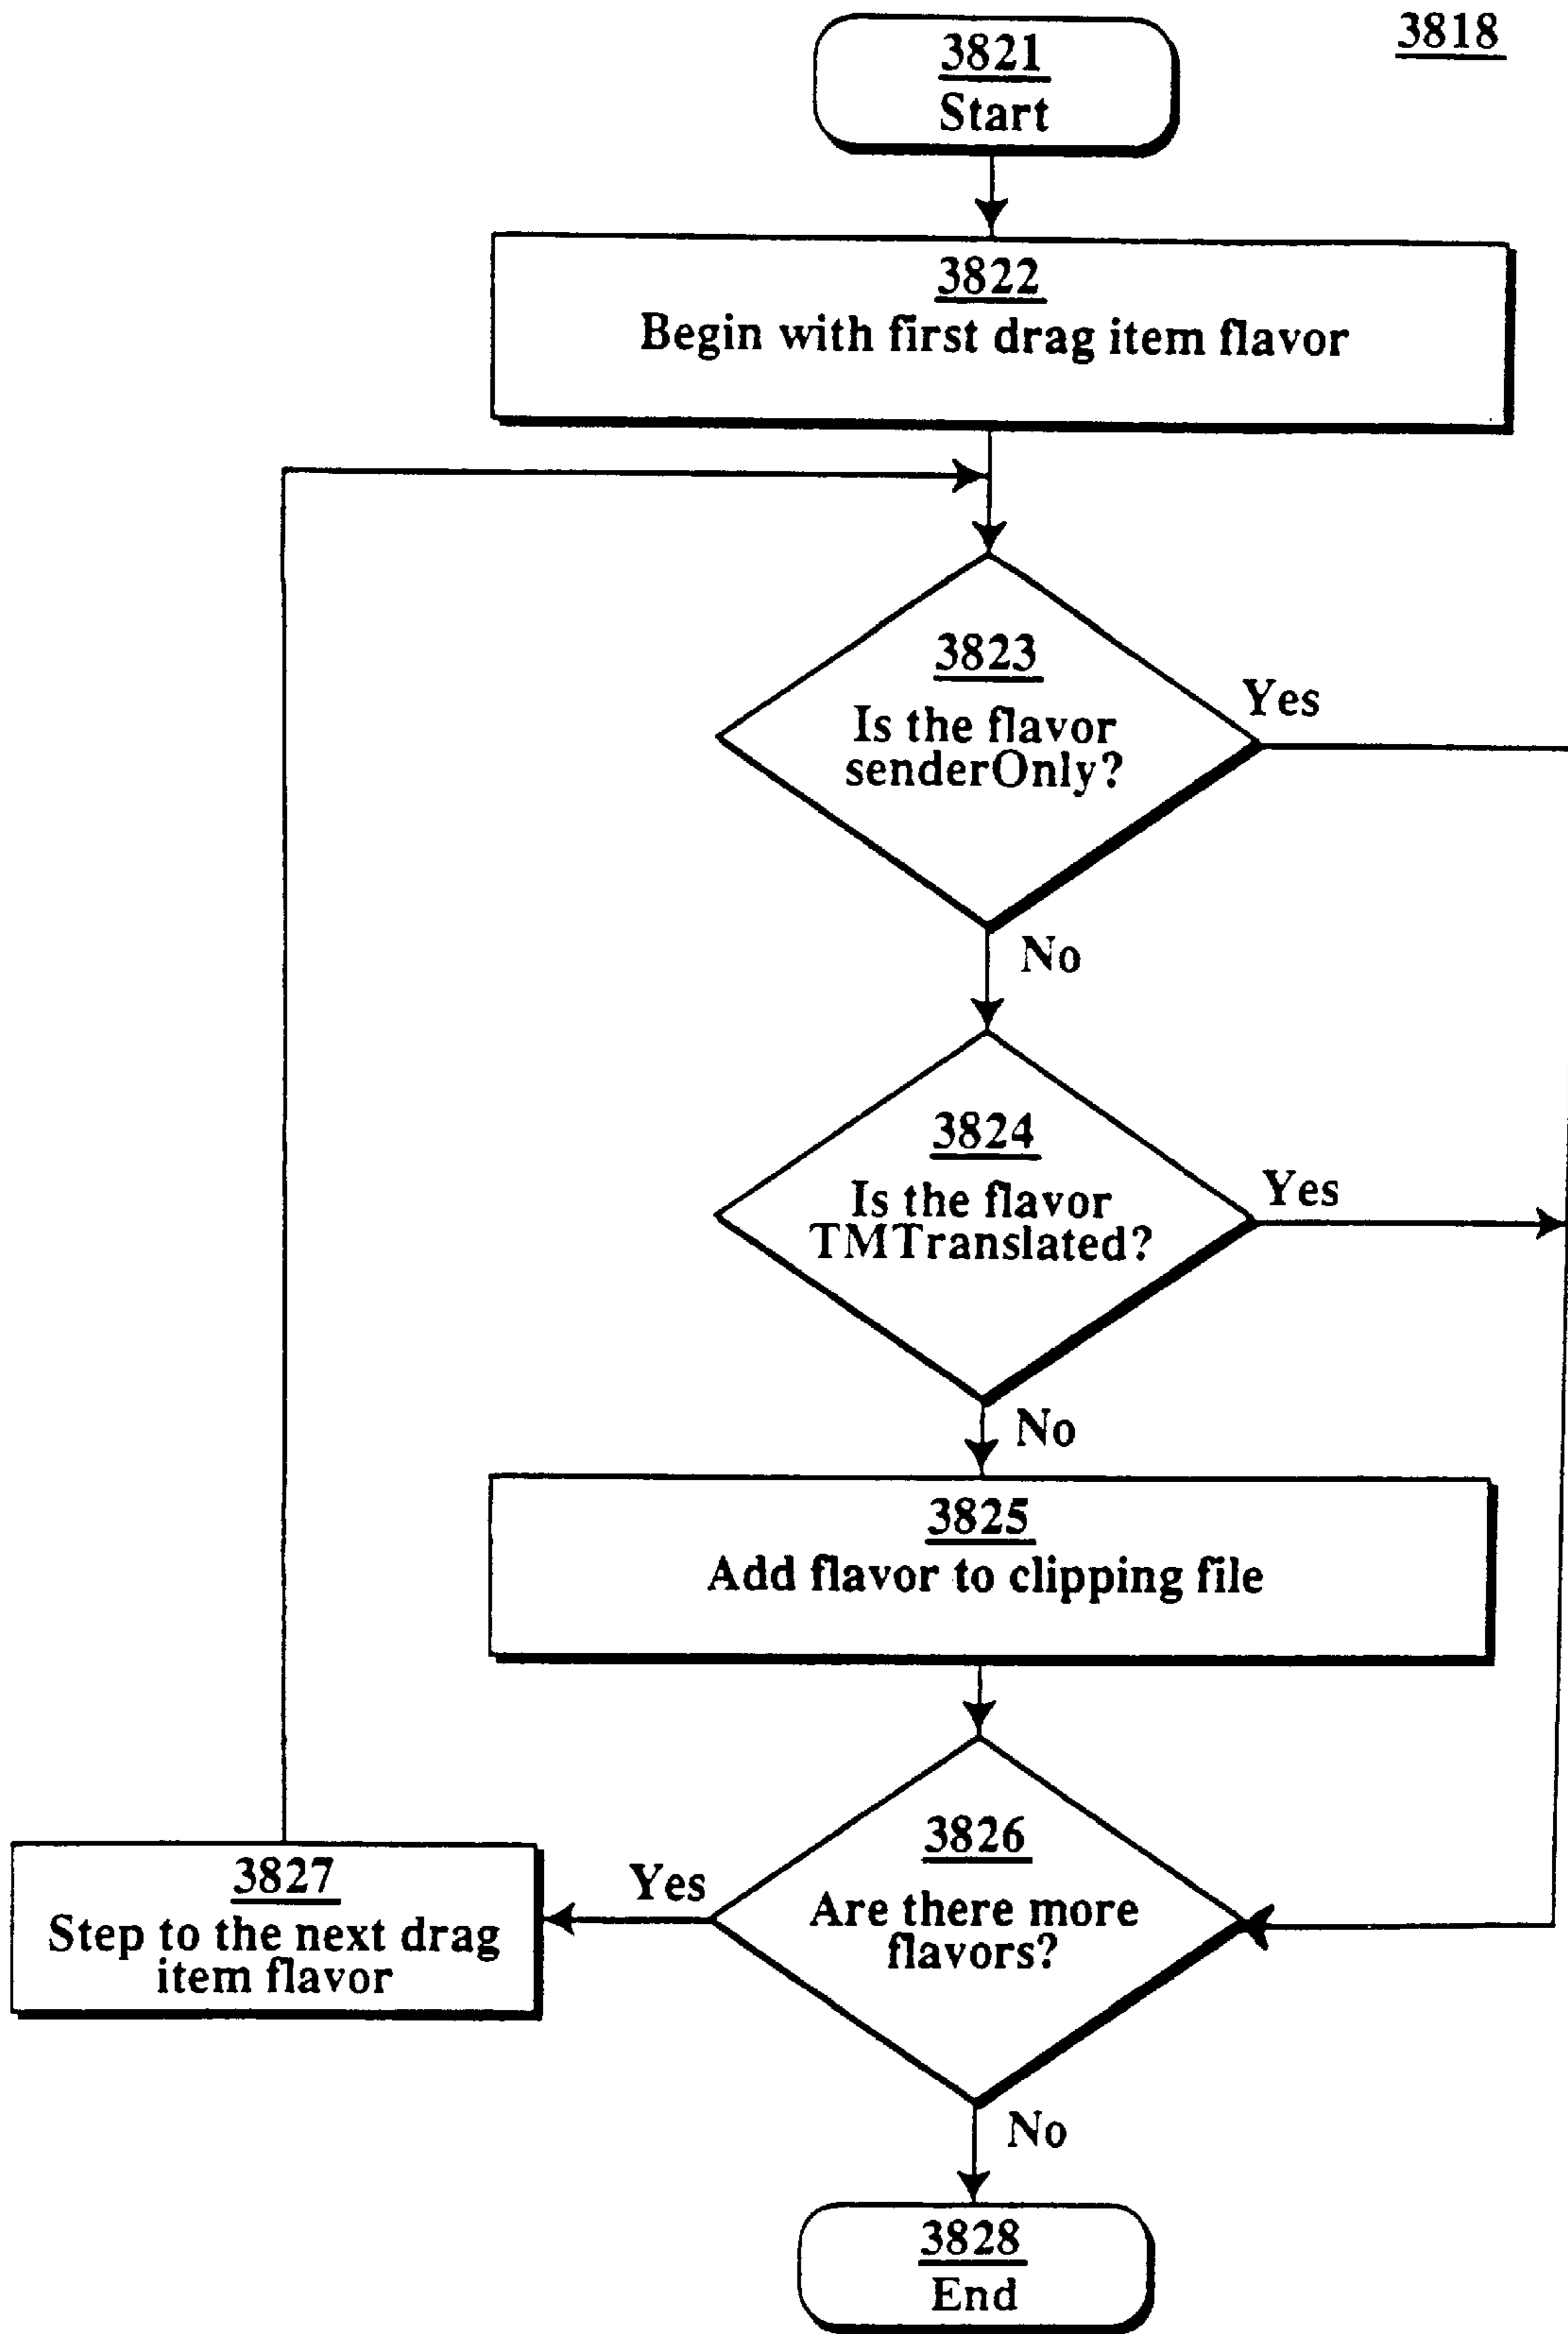 3818
3821
Start
3822
Begin with first drag item flavor
3823
Is the flavor
senderOnly?
Yes
No
3824
Is the flavor
TMTranslated?
Yes
No
3825
Add flavor to clipping file
3826
Are there more
flavors?
Yes
3827
Step to the next drag
item flavor
No
3828
End